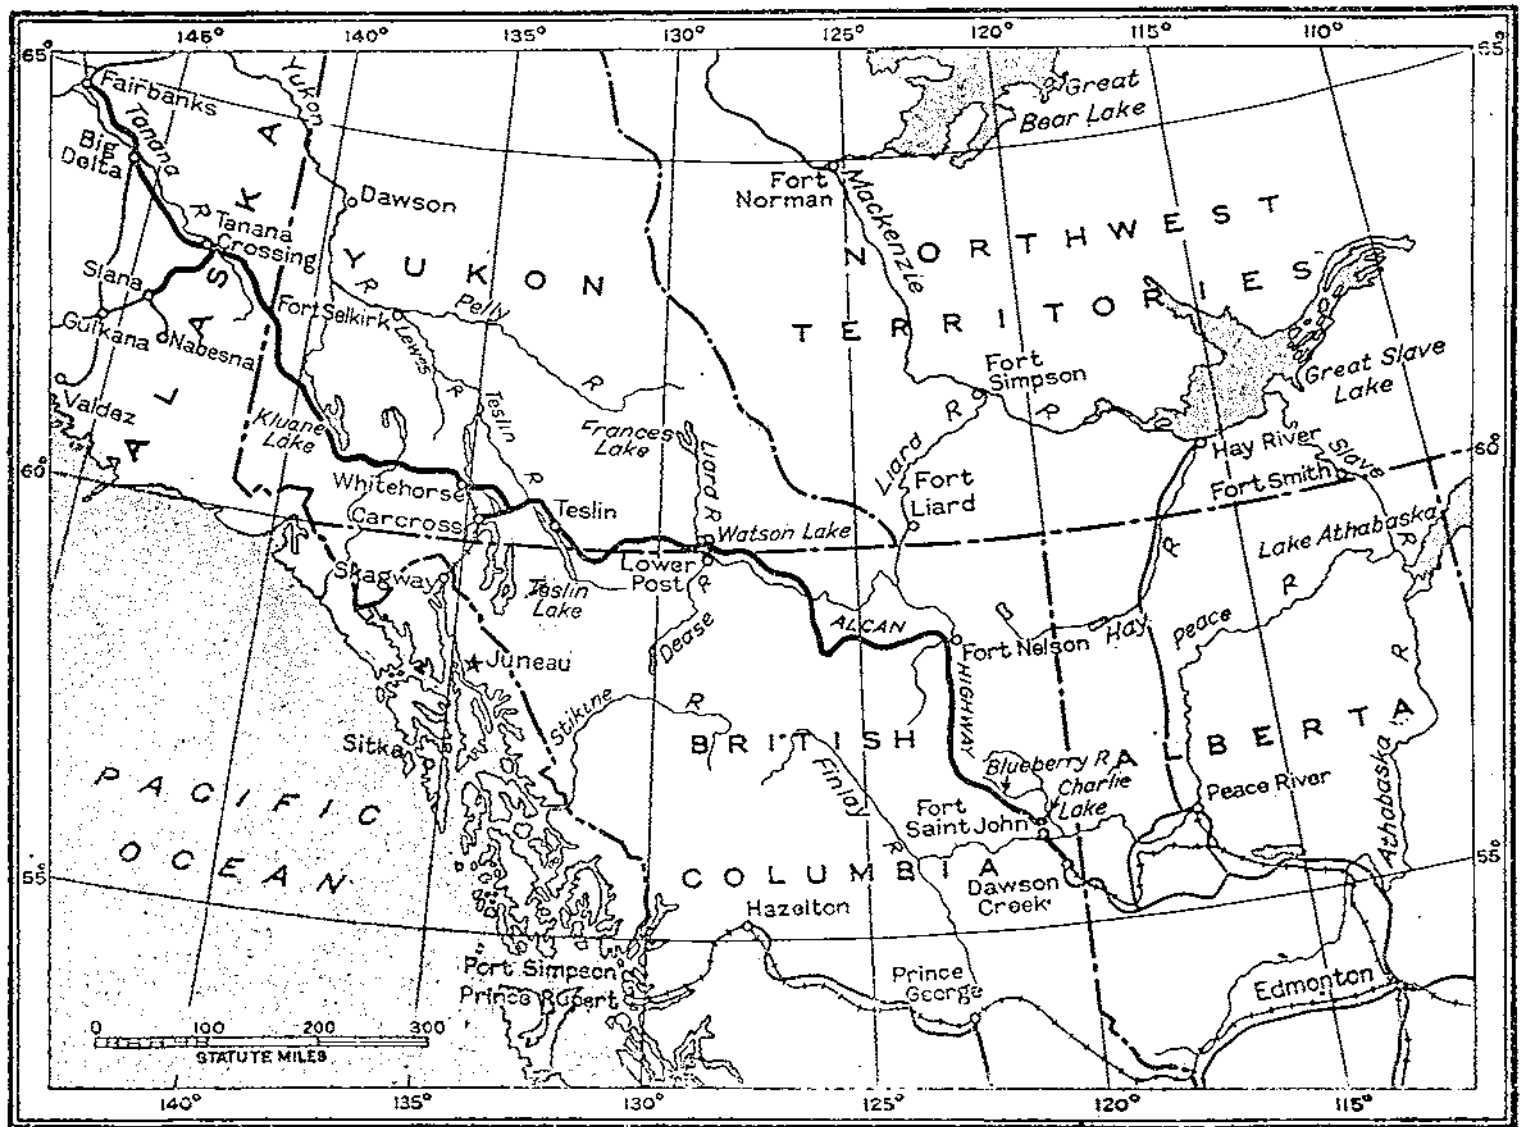 145° 140° 135° 130° 125° 120° 115° 110°
65°
65°
Fairbanks
Yukon
Great
Bear Lake
Tanana
R
Big
Delta
Dawson
Fort
Norman
Mackenzie
NORTHWEST
TERRITORIES
Tanana
Crossing
YUKON
R
ALASKA
Slana
Fort Selkirk
Pelly
R
Gulkana
Nabesna
Lewes
R
Fort
Simpson
R
Great Slave
Lake
Valdez
Kluane
Lake
Teslin
R
Frances
Lake
Liard R
Liard
R
Hay River
Slave
R
60°
60°
Whitehorse
Fort
Liard
Fort Smith
Carcross
Teslin
Watson Lake
Lake Athabaska
R
Skagway
Lower
Post
Teslin
Lake
R
Dease
ALCAN
HIGHWAY
Fort Nelson
R
Hay
R
Peace
R
Juneau
Stikine
R
BRITISH
COLUMBIA
ALBERTA
Sitka
Finlay
R
Blueberry R
Charlie
Lake
Peace River
Athabaska
R
PACIFIC
OCEAN
Fort
Saint John
55°
55°
Dawson
Creek
Hazelton
Port Simpson
Prince Rupert
Prince
George
Edmonton
0 100 200 300
STATUTE MILES
140° 135° 130° 125° 120° 115°